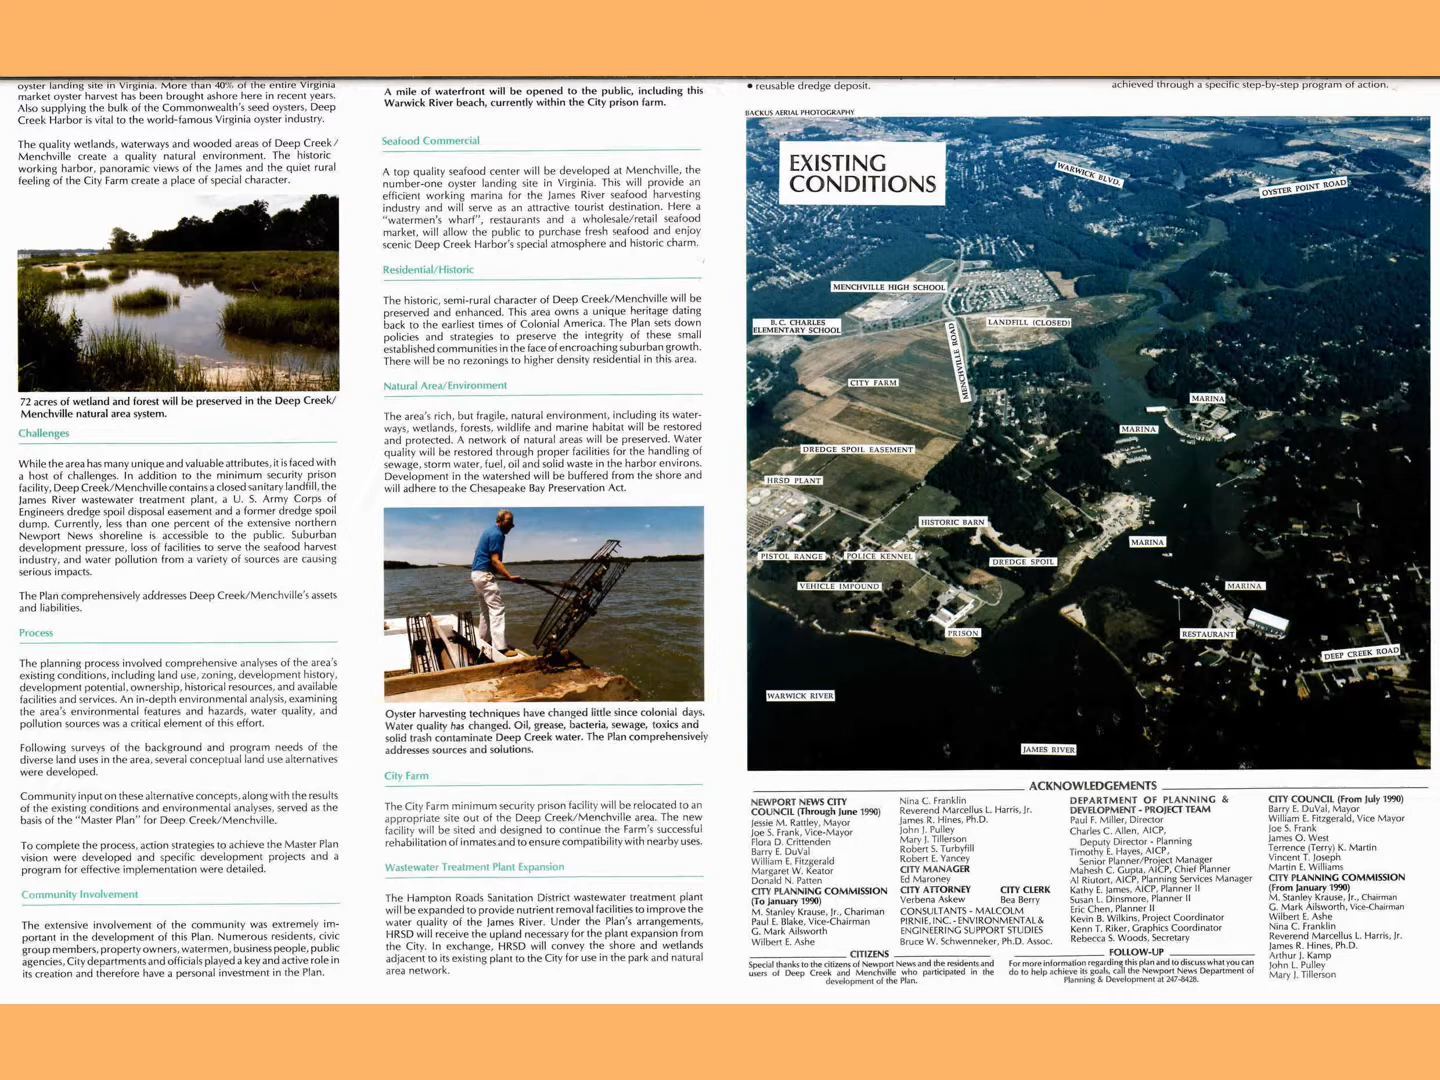 oyster landing site in Virginia. More than 40% of the entire Virginia
market oyster harvest has been brought ashore here in recent years.
Also supplying the bulk of the Commonwealth's seed oysters, Deep
Creek Harbor is vital to the world-famous Virginia oyster industry.
The quality wetlands, waterways and wooded areas of Deep Creek/
Menchville create a quality natural environment. The historic
working harbor, panoramic views of the James and the quiet rural
feeling of the City Farm create a place of special character.
72 acres of wetland and forest will be preserved in the Deep Creek/
Menchville natural area system.
Challenges
While the area has many unique and valuable attributes, it is faced with
a host of challenges. In addition to the minimum security prison
facility, Deep Creek/Menchville contains a closed sanitary landfill, the
James River wastewater treatment plant, a U. S. Army Corps of
Engineers dredge spoil disposal easement and a former dredge spoil
dump. Currently, less than one percent of the extensive northern
Newport News shoreline is accessible to the public. Suburban
development pressure, loss of facilities to serve the seafood harvest
industry, and water pollution from a variety of sources are causing
serious impacts.
The Plan comprehensively addresses Deep Creek/Menchville's assets
and liabilities.
Process
The planning process involved comprehensive analyses of the area's
existing conditions, including land use, zoning, development history,
development potential, ownership, historical resources, and available
facilities and services. An in-depth environmental analysis, examining
the area's environmental features and hazards, water quality, and
pollution sources was a critical element of this effort.
Following surveys of the background and program needs of the
diverse land uses in the area, several conceptual land use alternatives
were developed.
Community input on these alternative concepts, along with the results
of the existing conditions and environmental analyses, served as the
basis of the "Master Plan" for Deep Creek/Menchville.
To complete the process, action strategies to achieve the Master Plan
vision were developed and specific development projects and a
program for effective implementation were detailed.
Community Involvement
The extensive involvement of the community was extremely im-
portant in the development of this Plan. Numerous residents, civic
group members, property owners, watermen, business people, public
agencies, City departments and officials played a key and active role in
its creation and therefore have a personal investment in the Plan.
A mile of waterfront will be opened to the public, including this
Warwick River beach, currently within the City prison farm.
Seafood Commercial
A top quality seafood center will be developed at Menchville, the
number-one oyster landing site in Virginia. This will provide an
efficient working marina for the James River seafood harvesting
industry and will serve as an attractive tourist destination. Here a
"watermen's wharf", restaurants and a wholesale/retail seafood
market, will allow the public to purchase fresh seafood and enjoy
scenic Deep Creek Harbor's special atmosphere and historic charm.
Residential/Historic
The historic, semi-rural character of Deep Creek/Menchville will be
preserved and enhanced. This area owns a unique heritage dating
back to the earliest times of Colonial America. The Plan sets down
policies and strategies to preserve the integrity of these small
established communities in the face of encroaching suburban growth.
There will be no rezonings to higher density residential in this area.
Natural Area/Environment
The area's rich, but fragile, natural environment, including its water-
ways, wetlands, forests, wildlife and marine habitat will be restored
and protected. A network of natural areas will be preserved. Water
quality will be restored through proper facilities for the handling of
sewage, storm water, fuel, oil and solid waste in the harbor environs.
Development in the watershed will be buffered from the shore and
will adhere to the Chesapeake Bay Preservation Act.
Oyster harvesting techniques have changed little since colonial days.
Water quality has changed. Oil, grease, bacteria, sewage, toxics and
solid trash contaminate Deep Creek water. The Plan comprehensively
addresses sources and solutions.
City Farm
The City Farm minimum security prison facility will be relocated to an
appropriate site out of the Deep Creek/Menchville area. The new
facility will be sited and designed to continue the Farm's successful
rehabilitation of inmates and to ensure compatibility with nearby uses.
Wastewater Treatment Plant Expansion
The Hampton Roads Sanitation District wastewater treatment plant
will be expanded to provide nutrient removal facilities to improve the
water quality of the James River. Under the Plan's arrangements,
HRSD will receive the upland necessary for the plant expansion from
the City. In exchange, HRSD will convey the shore and wetlands
adjacent to its existing plant to the City for use in the park and natural
area network.
• reusable dredge deposit.
achieved through a specific step-by-step program of action.
BACKUS AERIAL PHOTOGRAPHY
EXISTING
CONDITIONS
WARWICK BLVD.
OYSTER POINT ROAD
MENCHVILLE HIGH SCHOOL
B. C. CHARLES
ELEMENTARY SCHOOL
LANDFILL (CLOSED)
MENCHVILLE ROAD
CITY FARM
MARINA
MARINA
DREDGE SPOIL EASEMENT
HRSD PLANT
HISTORIC BARN
MARINA
PISTOL RANGE
POLICE KENNEL
DREDGE SPOIL
VEHICLE IMPOUND
MARINA
PRISON
RESTAURANT
DEEP CREEK ROAD
WARWICK RIVER
JAMES RIVER
ACKNOWLEDGEMENTS
NEWPORT NEWS CITY
COUNCIL (Through June 1990)
Jessie M. Rattley, Mayor
Joe S. Frank, Vice-Mayor
Flora D. Crittenden
Barry E. DuVal
William E. Fitzgerald
Margaret W. Keator
Donald N. Patten
CITY PLANNING COMMISSION
(To January 1990)
M. Stanley Krause, Jr., Chariman
Paul E. Blake, Vice-Chairman
G. Mark Ailsworth
Wilbert E. Ashe
Nina C. Franklin
Reverend Marcellus L. Harris, Jr.
James R. Hines, Ph.D.
John J. Pulley
Mary J. Tillerson
Robert S. Turbyfill
Robert E. Yancey
CITY MANAGER
Ed Maroney
CITY ATTORNEY CITY CLERK
Verbena Askew Bea Berry
CONSULTANTS - MALCOLM
PIRNIE, INC. - ENVIRONMENTAL &
ENGINEERING SUPPORT STUDIES
Bruce W. Schwenneker, Ph.D. Assoc.
DEPARTMENT OF PLANNING &
DEVELOPMENT - PROJECT TEAM
Paul F. Miller, Director
Charles C. Allen, AICP,
Deputy Director - Planning
Timothy E. Hayes, AICP,
Senior Planner/Project Manager
Mahesh C. Gupta, AICP, Chief Planner
Al Riutort, AICP, Planning Services Manager
Kathy E. James, AICP, Planner II
Susan L. Dinsmore, Planner II
Eric Chen, Planner II
Kevin B. Wilkins, Project Coordinator
Kenn T. Riker, Graphics Coordinator
Rebecca S. Woods, Secretary
CITY COUNCIL (From July 1990)
Barry E. DuVal, Mayor
William E. Fitzgerald, Vice Mayor
Joe S. Frank
James O. West
Terrence (Terry) K. Martin
Vincent T. Joseph
Martin E. Williams
CITY PLANNING COMMISSION
(From January 1990)
M. Stanley Krause, Jr., Chairman
G. Mark Ailsworth, Vice-Chairman
Wilbert E. Ashe
Nina C. Franklin
Reverend Marcellus L. Harris, Jr.
James R. Hines, Ph.D.
Arthur J. Kamp
John L. Pulley
Mary J. Tillerson
CITIZENS
Special thanks to the citizens of Newport News and the residents and
users of Deep Creek and Menchville who participated in the
development of the Plan.
FOLLOW-UP
For more information regarding this plan and to discuss what you can
do to help achieve its goals, call the Newport News Department of
Planning & Development at 247-8428.